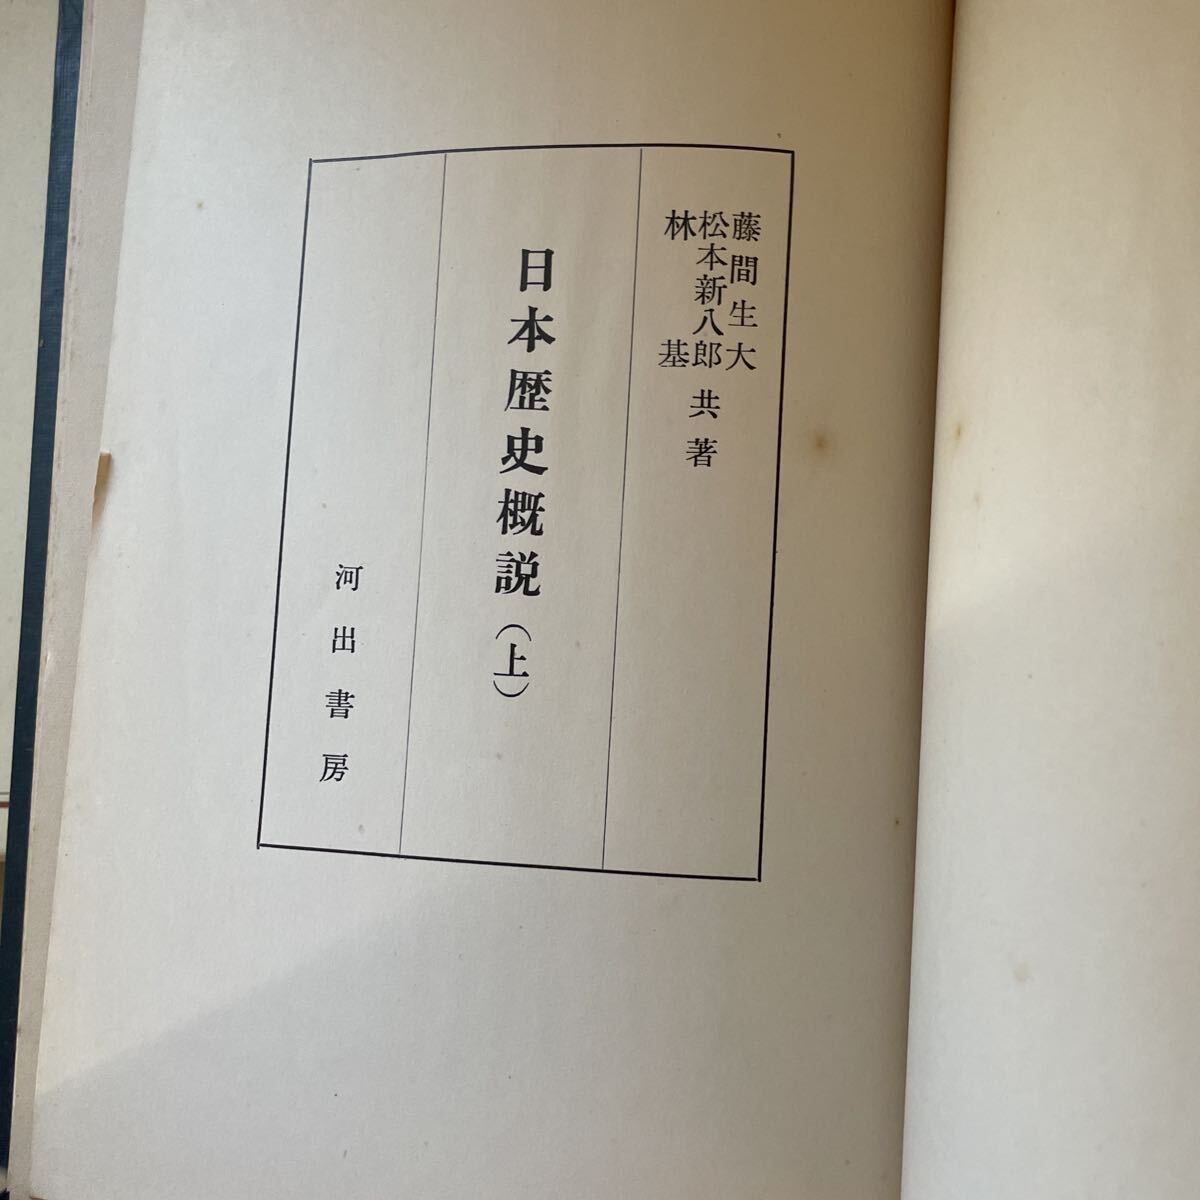 藤間生大
松本新八郎 共著
林基
日本歴史概説(上)
河出書房